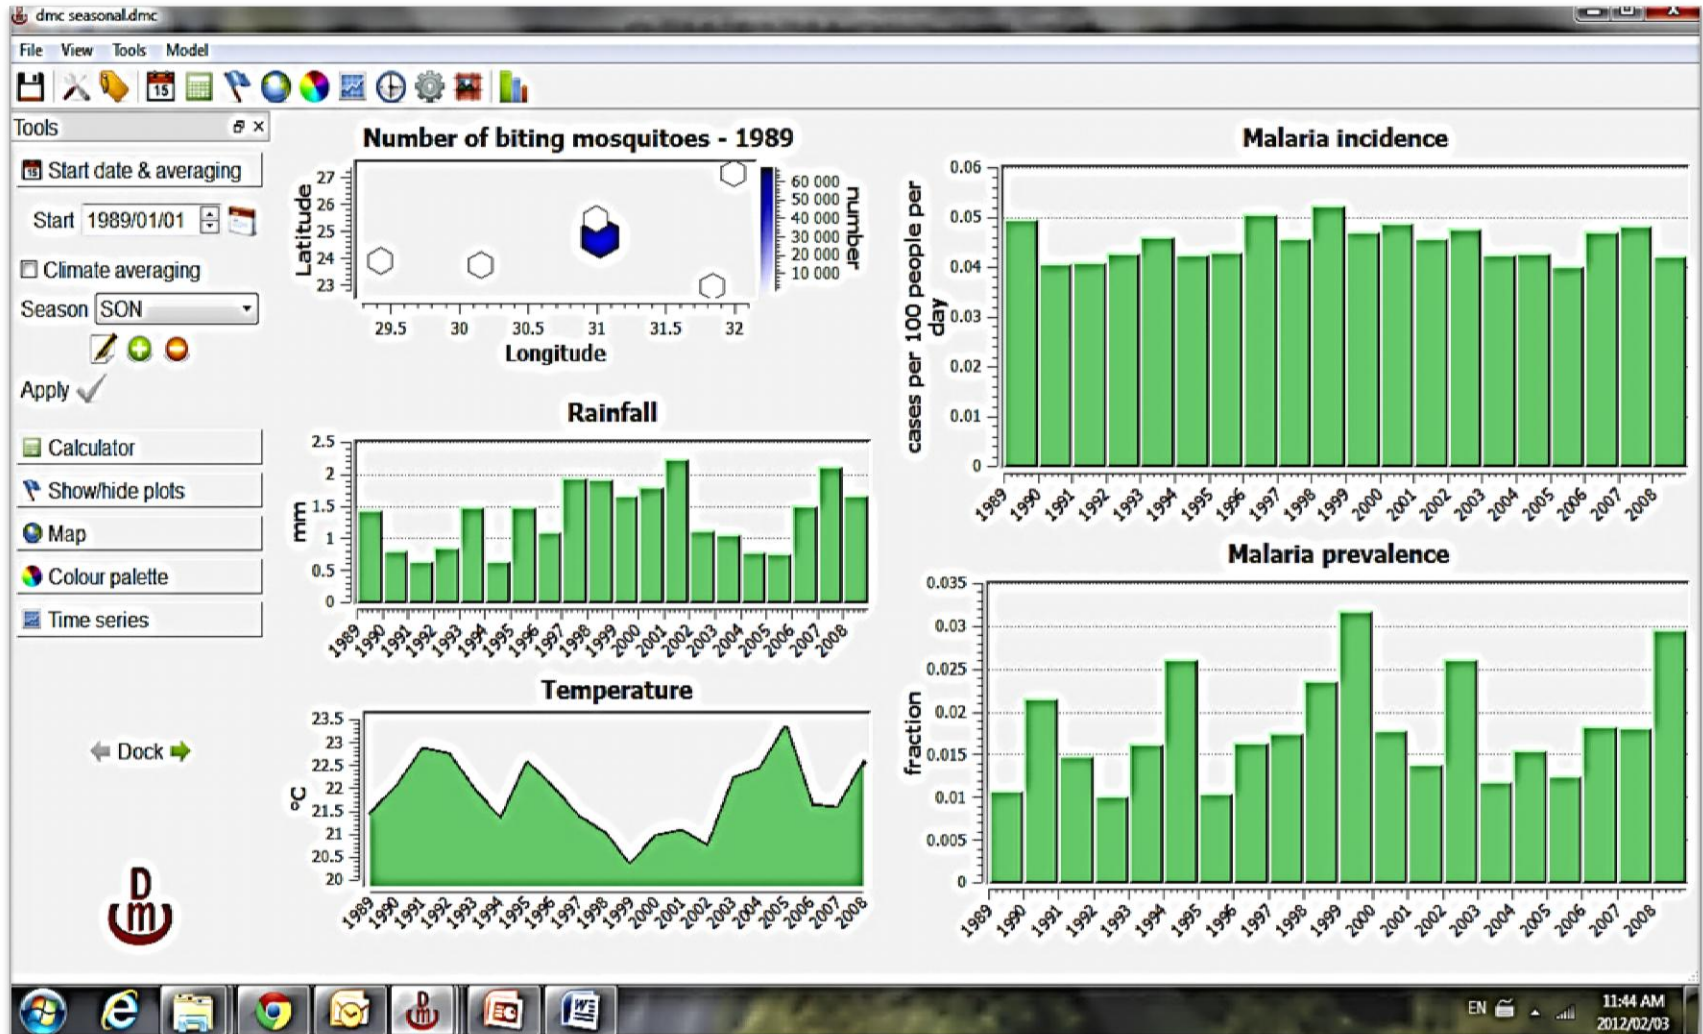 dmc seasonal.dmc
File View Tools Model
15
Tools
15 Start date & averaging
Start 1989/01/01
Climate averaging
Season SON
Apply
Calculator
Show/hide plots
Map
Colour palette
Time series
Dock
D
m
Number of biting mosquitoes - 1989
Latitude
27
26
25
24
23
29.5 30 30.5 31 31.5 32
Longitude
60 000
50 000
40 000
30 000
20 000
10 000
number
Rainfall
mm
2.5
2
1.5
1
0.5
0
1989 1990 1991 1992 1993 1994 1995 1996 1997 1998 1999 2000 2001 2002 2003 2004 2005 2006 2007 2008
Temperature
°C
23.5
23
22.5
22
21.5
21
20.5
20
1989 1990 1991 1992 1993 1994 1995 1996 1997 1998 1999 2000 2001 2002 2003 2004 2005 2006 2007 2008
Malaria incidence
cases per 100 people per
day
0.06
0.05
0.04
0.03
0.02
0.01
0
1989 1990 1991 1992 1993 1994 1995 1996 1997 1998 1999 2000 2001 2002 2003 2004 2005 2006 2007 2008
Malaria prevalence
fraction
0.035
0.03
0.025
0.02
0.015
0.01
0.005
0
1989 1990 1991 1992 1993 1994 1995 1996 1997 1998 1999 2000 2001 2002 2003 2004 2005 2006 2007 2008
D
m
EN
11:44 AM
2012/02/03